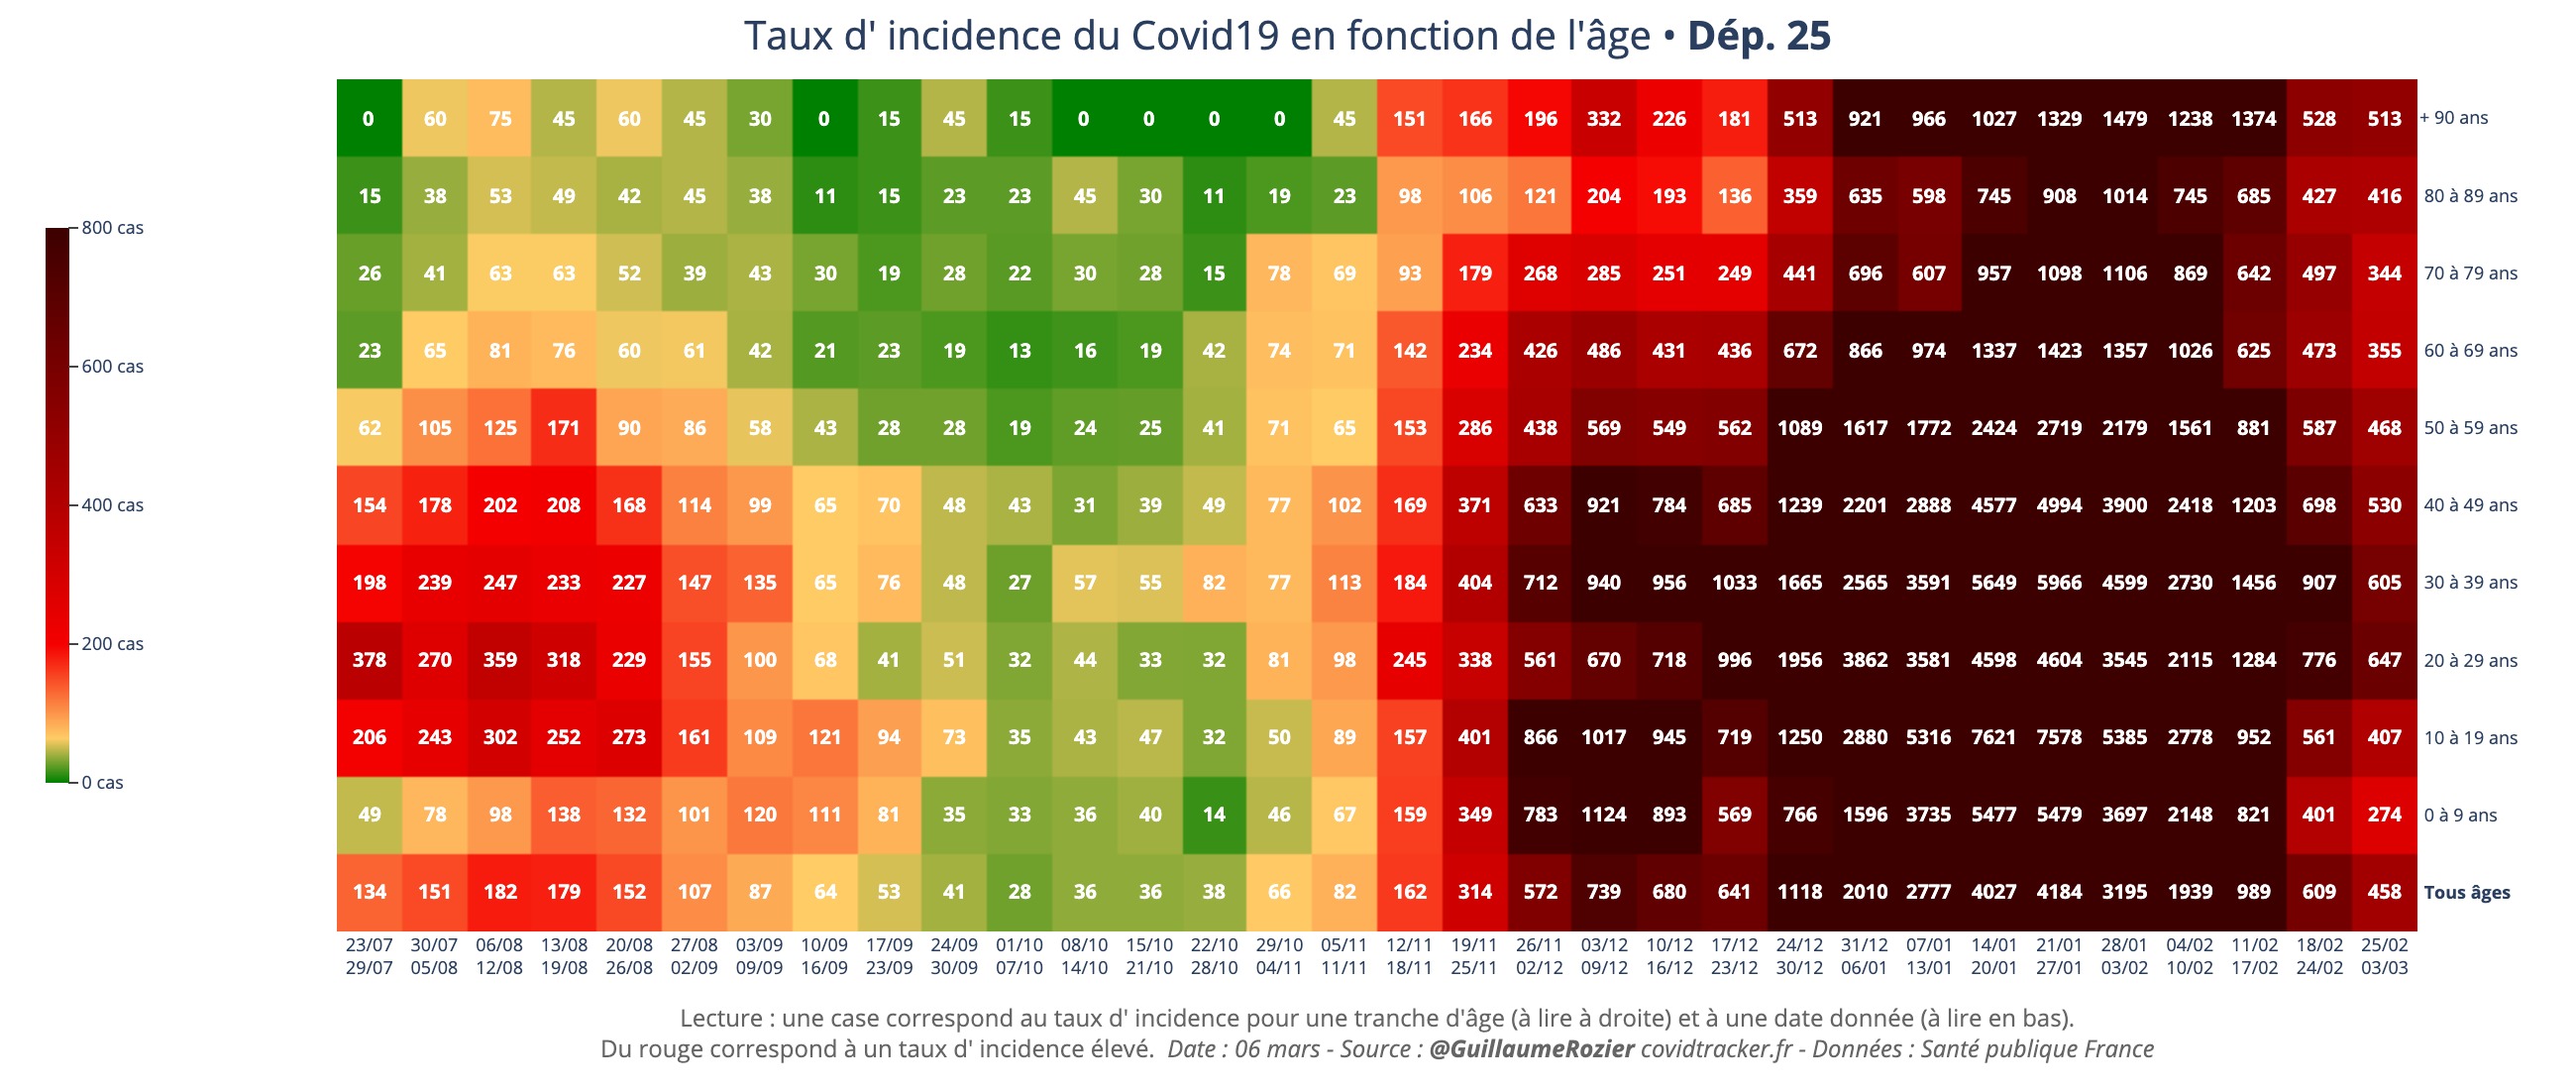 Taux d' incidence du Covid19 en fonction de l'âge • Dép. 25
0 60 75 45 60 45 30 0 15 45 15 0 0 0 0 45 151 166 196 332 226 181 513 921 966 1027 1329 1479 1238 1374 528 513 + 90 ans
15 38 53 49 42 45 38 11 15 23 23 45 30 11 19 23 98 106 121 204 193 136 359 635 598 745 908 1014 745 685 427 416 80 à 89 ans
800 cas
26 41 63 63 52 39 43 30 19 28 22 30 28 15 78 69 93 179 268 285 251 249 441 696 607 957 1098 1106 869 642 497 344 70 à 79 ans
23 65 81 76 60 61 42 21 23 19 13 16 19 42 74 71 142 234 426 486 431 436 672 866 974 1337 1423 1357 1026 625 473 355 60 à 69 ans
600 cas
62 105 125 171 90 86 58 43 28 28 19 24 25 41 71 65 153 286 438 569 549 562 1089 1617 1772 2424 2719 2179 1561 881 587 468 50 à 59 ans
400 cas
154 178 202 208 168 114 99 65 70 48 43 31 39 49 77 102 169 371 633 921 784 685 1239 2201 2888 4577 4994 3900 2418 1203 698 530 40 à 49 ans
198 239 247 233 227 147 135 65 76 48 27 57 55 82 77 113 184 404 712 940 956 1033 1665 2565 3591 5649 5966 4599 2730 1456 907 605 30 à 39 ans
200 cas
378 270 359 318 229 155 100 68 41 51 32 44 33 32 81 98 245 338 561 670 718 996 1956 3862 3581 4598 4604 3545 2115 1284 776 647 20 à 29 ans
206 243 302 252 273 161 109 121 94 73 35 43 47 32 50 89 157 401 866 1017 945 719 1250 2880 5316 7621 7578 5385 2778 952 561 407 10 à 19 ans
0 cas
49 78 98 138 132 101 120 111 81 35 33 36 40 14 46 67 159 349 783 1124 893 569 766 1596 3735 5477 5479 3697 2148 821 401 274 0 à 9 ans
134 151 182 179 152 107 87 64 53 41 28 36 36 38 66 82 162 314 572 739 680 641 1118 2010 2777 4027 4184 3195 1939 989 609 458 Tous âges
23/07 30/07 06/08 13/08 20/08 27/08 03/09 10/09 17/09 24/09 01/10 08/10 15/10 22/10 29/10 05/11 12/11 19/11 26/11 03/12 10/12 17/12 24/12 31/12 07/01 14/01 21/01 28/01 04/02 11/02 18/02 25/02
29/07 05/08 12/08 19/08 26/08 02/09 09/09 16/09 23/09 30/09 07/10 14/10 21/10 28/10 04/11 11/11 18/11 25/11 02/12 09/12 16/12 23/12 30/12 06/01 13/01 20/01 27/01 03/02 10/02 17/02 24/02 03/03
Lecture : une case correspond au taux d' incidence pour une tranche d'âge (à lire à droite) et à une date donnée (à lire en bas).
Du rouge correspond à un taux d' incidence élevé. Date : 06 mars - Source : @GuillaumeRozier covidtracker.fr - Données : Santé publique France